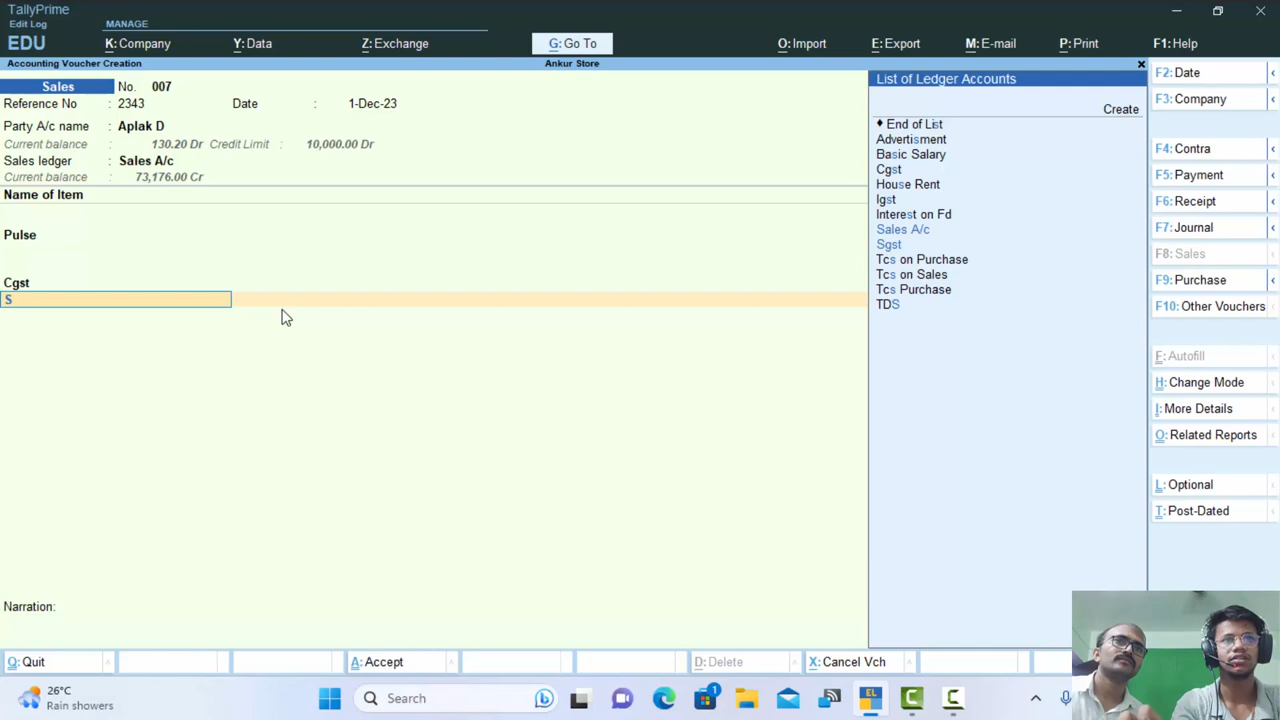 TallyPrime
Edit Log
MANAGE
EDU
K: Company
Y: Data
Z: Exchange
G: Go To
O: Import
E: Export
M: E-mail
P: Print
F1: Help
Accounting Voucher Creation
Ankur Store
Sales No. 007
Reference No : 2343 Date : 1-Dec-23
Party A/c name : Aplak D
Current balance : 130.20 Dr Credit Limit : 10,000.00 Dr
Sales ledger : Sales A/c
Current balance : 73,176.00 Cr
Name of Item
Pulse
Cgst
S
Narration:
List of Ledger Accounts
Create
♦ End of List
Advertisment
Basic Salary
Cgst
House Rent
Igst
Interest on Fd
Sales A/c
Sgst
Tcs on Purchase
Tcs on Sales
Tcs Purchase
TDS
F2: Date
F3: Company
F4: Contra
F5: Payment
F6: Receipt
F7: Journal
F8: Sales
F9: Purchase
F10: Other Vouchers
F: Autofill
H: Change Mode
I: More Details
O: Related Reports
L: Optional
T: Post-Dated
Q: Quit
A: Accept
D: Delete
X: Cancel Vch
26°C
Rain showers
Search
1
EL
C
C